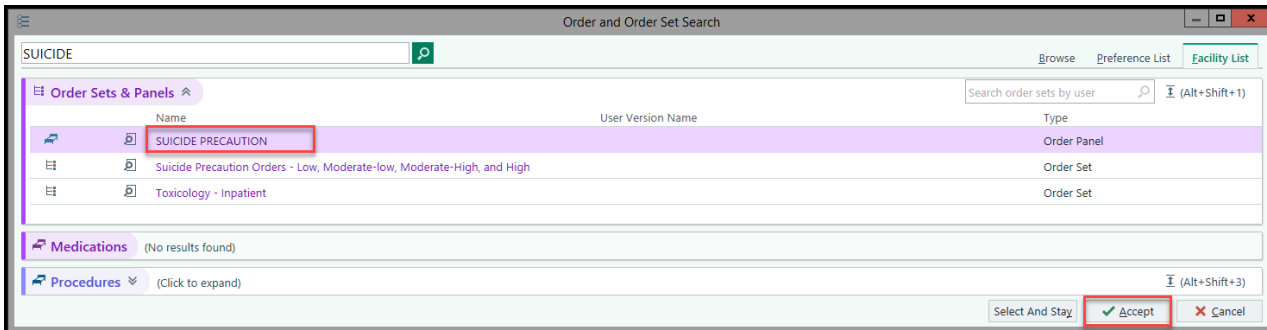 Order and Order Set Search
SUICIDE
Browse Preference List Facility List
Order Sets & Panels Search order sets by user (Alt+Shift+1)
Name User Version Name Type
SUICIDE PRECAUTION Order Panel
Suicide Precaution Orders - Low, Moderate-low, Moderate-High, and High Order Set
Toxicology - Inpatient Order Set
Medications (No results found)
Procedures (Click to expand) (Alt+Shift+3)
Select And Stay Accept Cancel